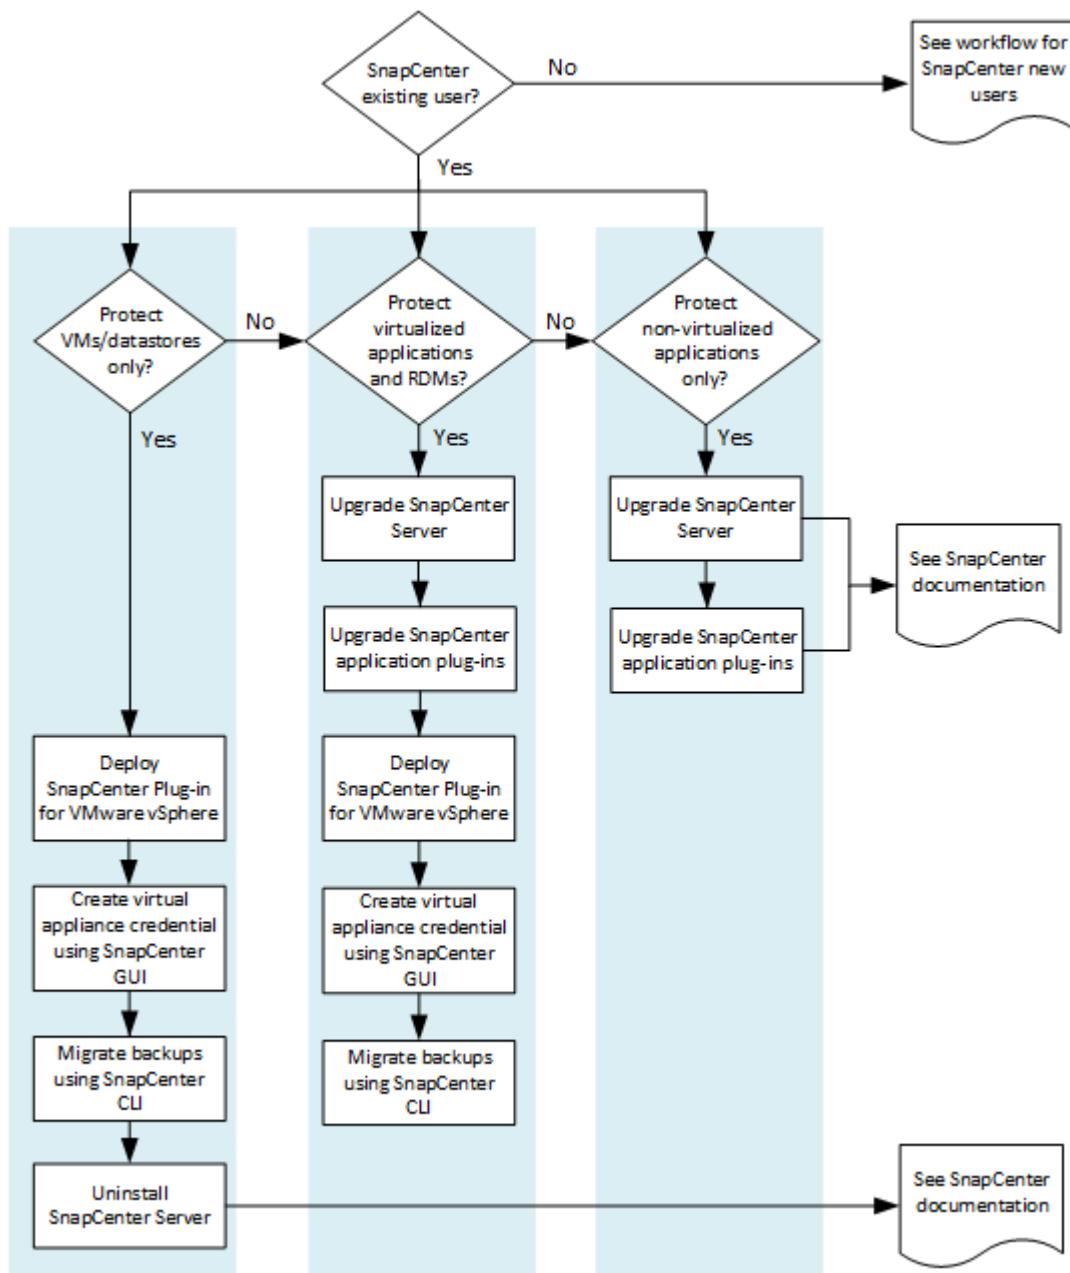 SnapCenter
existing user?
No
See workflow for
SnapCenter new
users
Yes
Protect
VMs/datastores
only?
No
Protect
virtualized
applications
and RDMs?
No
Protect
non-virtualized
applications
only?
Yes
Yes
Yes
Upgrade SnapCenter
Server
Upgrade SnapCenter
Server
See SnapCenter
documentation
Upgrade SnapCenter
application plug-ins
Upgrade SnapCenter
application plug-ins
Deploy
SnapCenter Plug-in
for VMware vSphere
Deploy
SnapCenter Plug-in
for VMware vSphere
Create virtual
appliance credential
using SnapCenter
GUI
Create virtual
appliance credential
using SnapCenter
GUI
Migrate backups
using SnapCenter
CLI
Migrate backups
using SnapCenter
CLI
Uninstall
SnapCenter Server
See SnapCenter
documentation